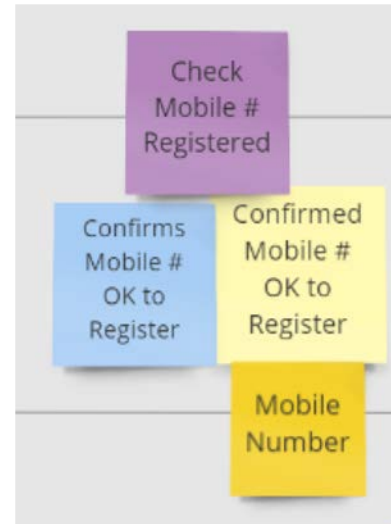 Check
Mobile #
Registered
Confirms
Mobile #
OK to
Register
Confirmed
Mobile #
OK to
Register
Mobile
Number